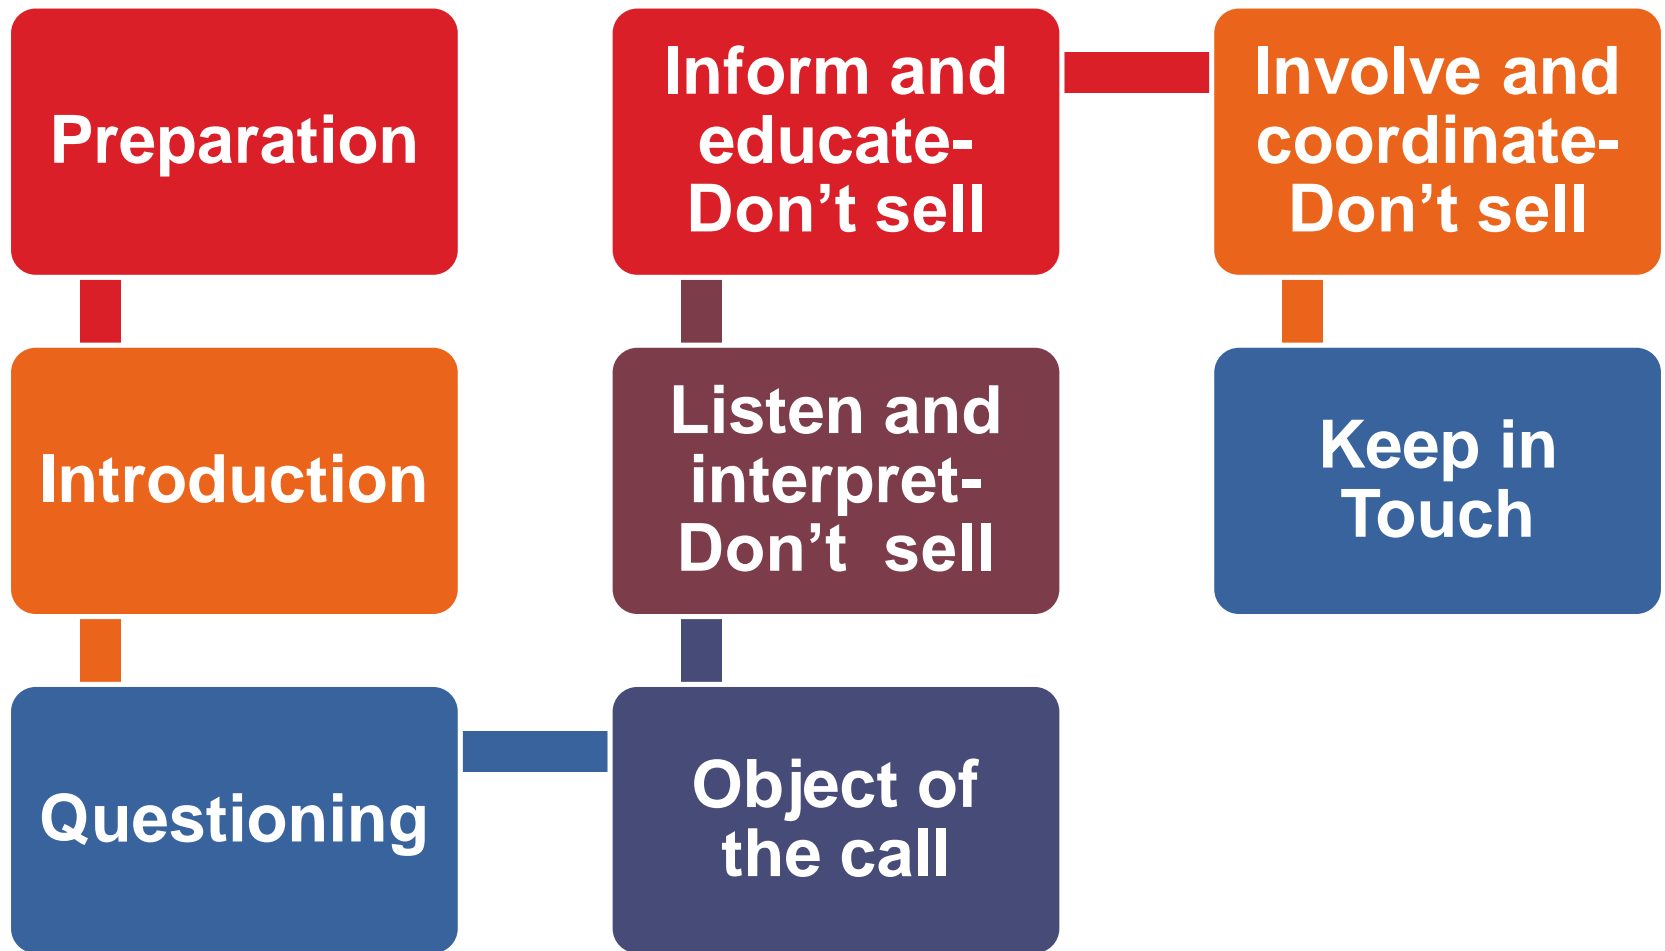 Preparation
Introduction
Questioning
Object of
the call
Listen and
interpret-
Don’t  sell
Inform and
educate-
Don’t sell
Involve and
coordinate-
Don’t sell
Keep in
Touch